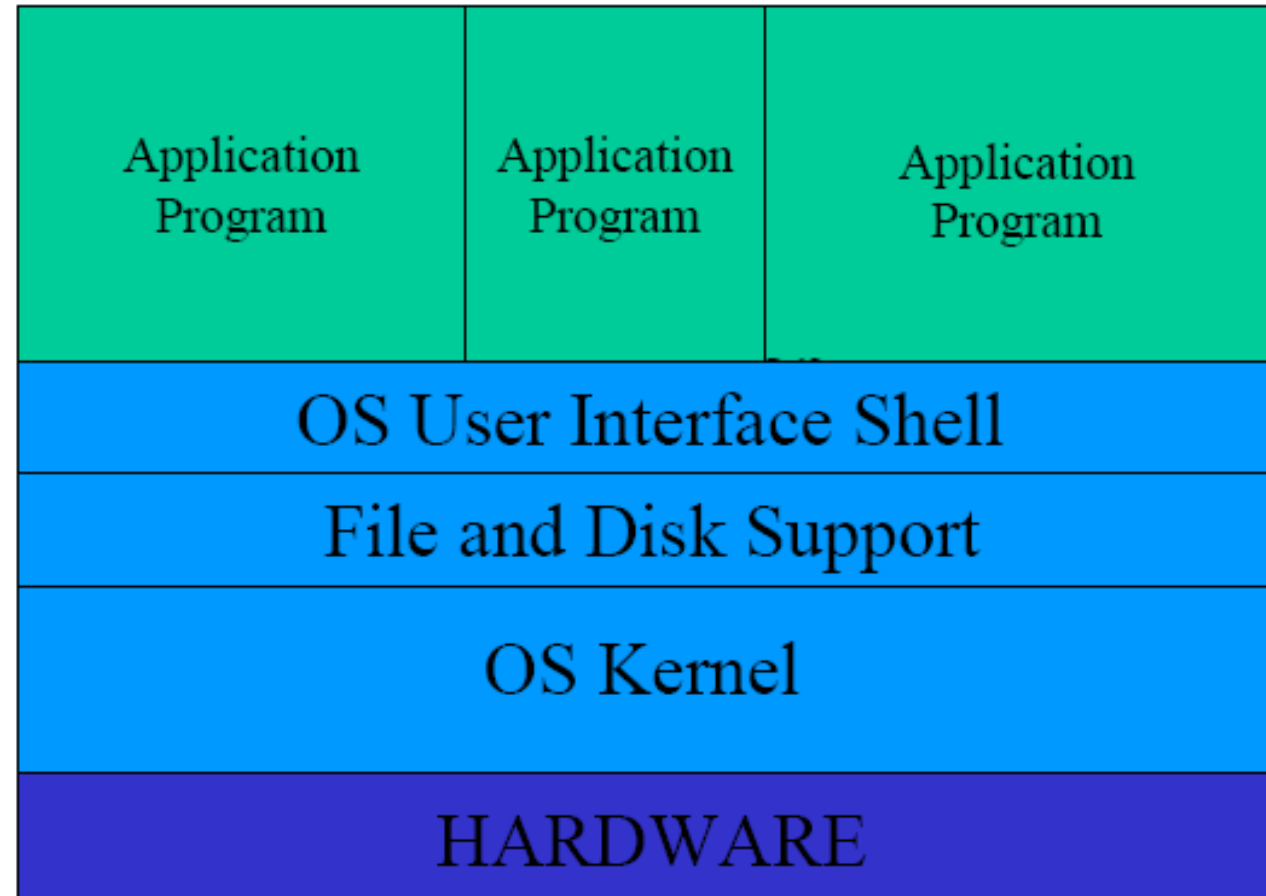 Application
Program
Application
Program
Application
Program
OS User Interface Shell
File and Disk Support
OS Kernel
HARDWARE